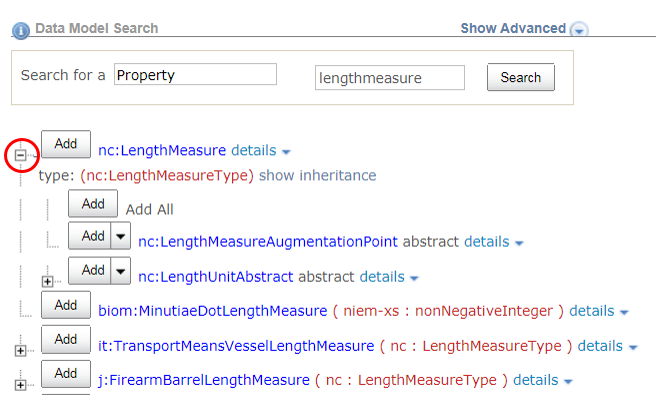 Data Model Search Show Advanced
Search for a Property lengthmeasure Search
Add nc:LengthMeasure details
type: (nc:LengthMeasureType) show inheritance
Add Add All
Add nc:LengthMeasureAugmentationPoint abstract details
Add nc:LengthUnitAbstract abstract details
Add biom:MinutiaeDotLengthMeasure ( niem-xs : nonNegativeInteger ) details
Add it:TransportMeansVesselLengthMeasure ( nc : LengthMeasureType ) details
Add j:FirearmBarrelLengthMeasure ( nc : LengthMeasureType ) details